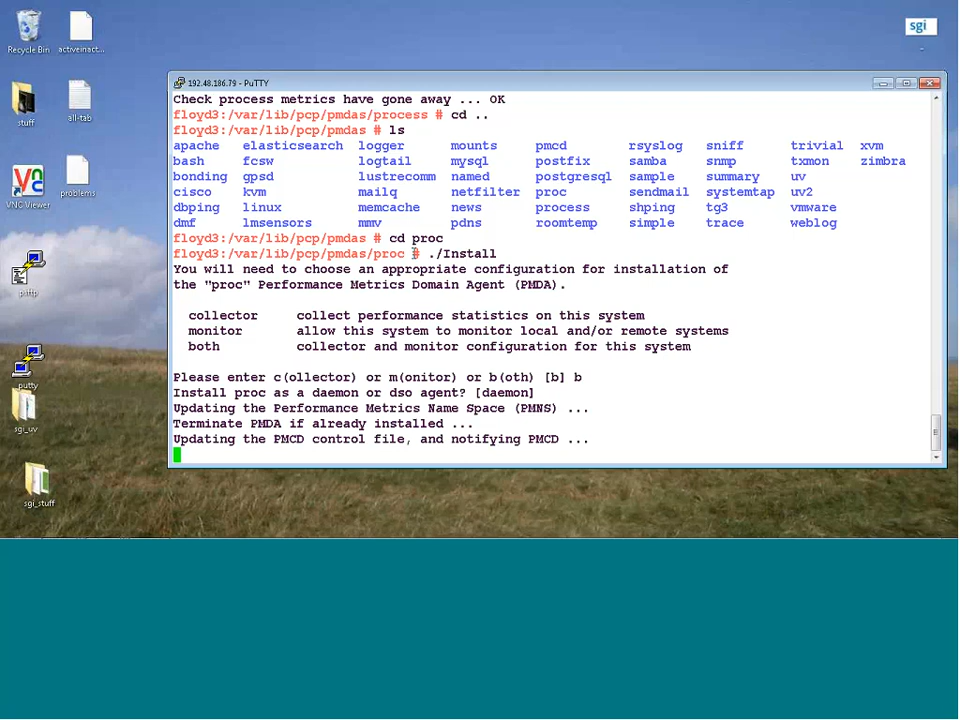 Recycle Bin
activeinact...
sgi
stuff
all-tab
VNC Viewer
problems
psftp
putty
sgi_uv
sgi_stuff
192.48.186.79 - PuTTY
Check process metrics have gone away ... OK
floyd3:/var/lib/pcp/pmdas/process # cd ..
floyd3:/var/lib/pcp/pmdas # ls
apache elasticsearch logger mounts pmcd rsyslog sniff trivial xvm
bash fcsw logtail mysql postfix samba snmp txmon zimbra
bonding gpsd lustrecomm named postgresql sample summary uv
cisco kvm mailq netfilter proc sendmail systemtap uv2
dbping linux memcache news process shping tg3 vmware
dmf lmsensors mmv pdns roomtemp simple trace weblog
floyd3:/var/lib/pcp/pmdas # cd proc
floyd3:/var/lib/pcp/pmdas/proc # ./Install
You will need to choose an appropriate configuration for installation of
the "proc" Performance Metrics Domain Agent (PMDA).
collector collect performance statistics on this system
monitor allow this system to monitor local and/or remote systems
both collector and monitor configuration for this system
Please enter c(ollector) or m(onitor) or b(oth) [b] b
Install proc as a daemon or dso agent? [daemon]
Updating the Performance Metrics Name Space (PMNS) ...
Terminate PMDA if already installed ...
Updating the PMCD control file, and notifying PMCD ...